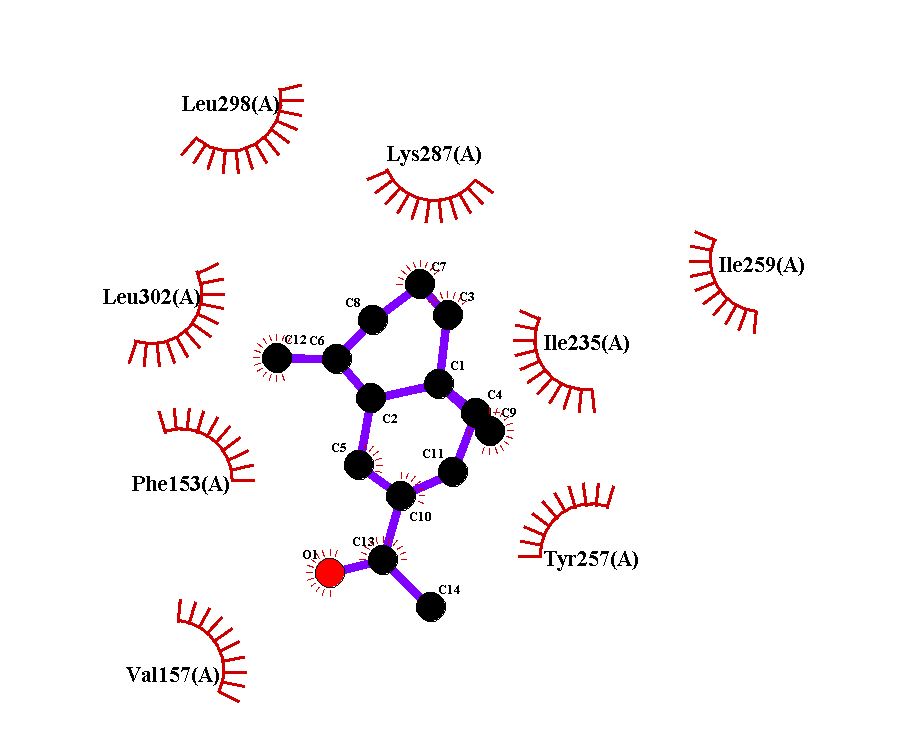 Leu298(A)
Lys287(A)
Ile259(A)
C7
Leu302(A)
C3
C8
C12
C6
Ile235(A)
C1
C4
C9
C2
C5
C11
Phe153(A)
C10
C13
O1
Tyr257(A)
C14
Val157(A)